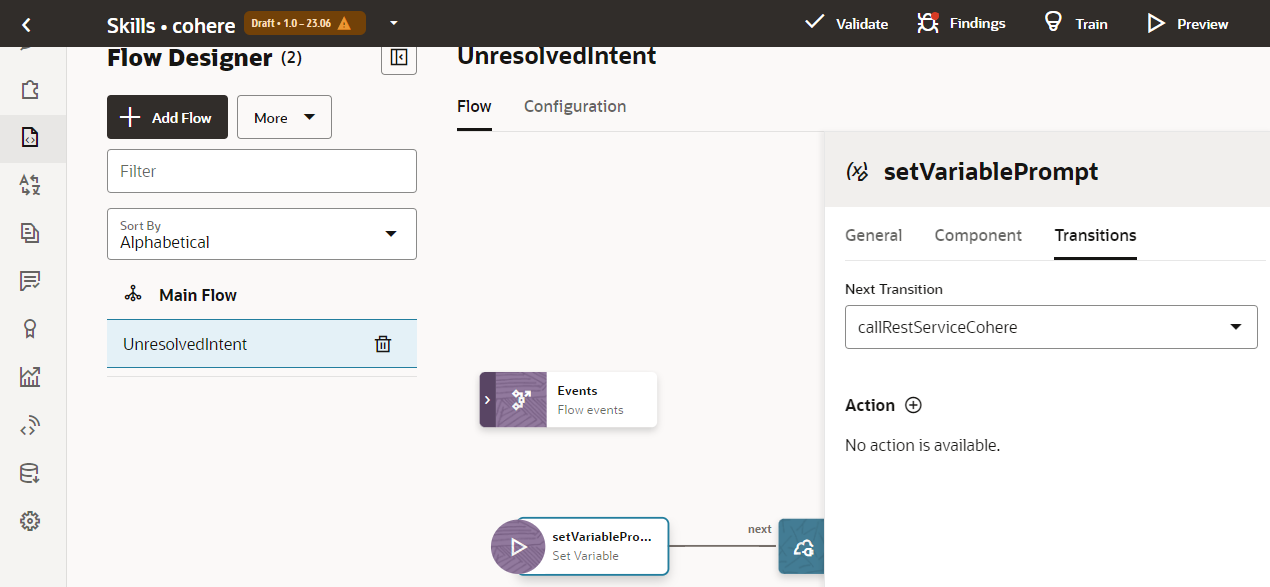 Skills • cohere
Draft • 1.0 – 23.06
Validate
Findings
Train
Preview
Flow Designer (2)
Add Flow
More
Filter
Sort By
Alphabetical
Main Flow
UnresolvedIntent
UnresolvedIntent
Flow
Configuration
Events
Flow events
setVariablePro...
Set Variable
next
setVariablePrompt
General
Component
Transitions
Next Transition
callRestServiceCohere
Action
No action is available.